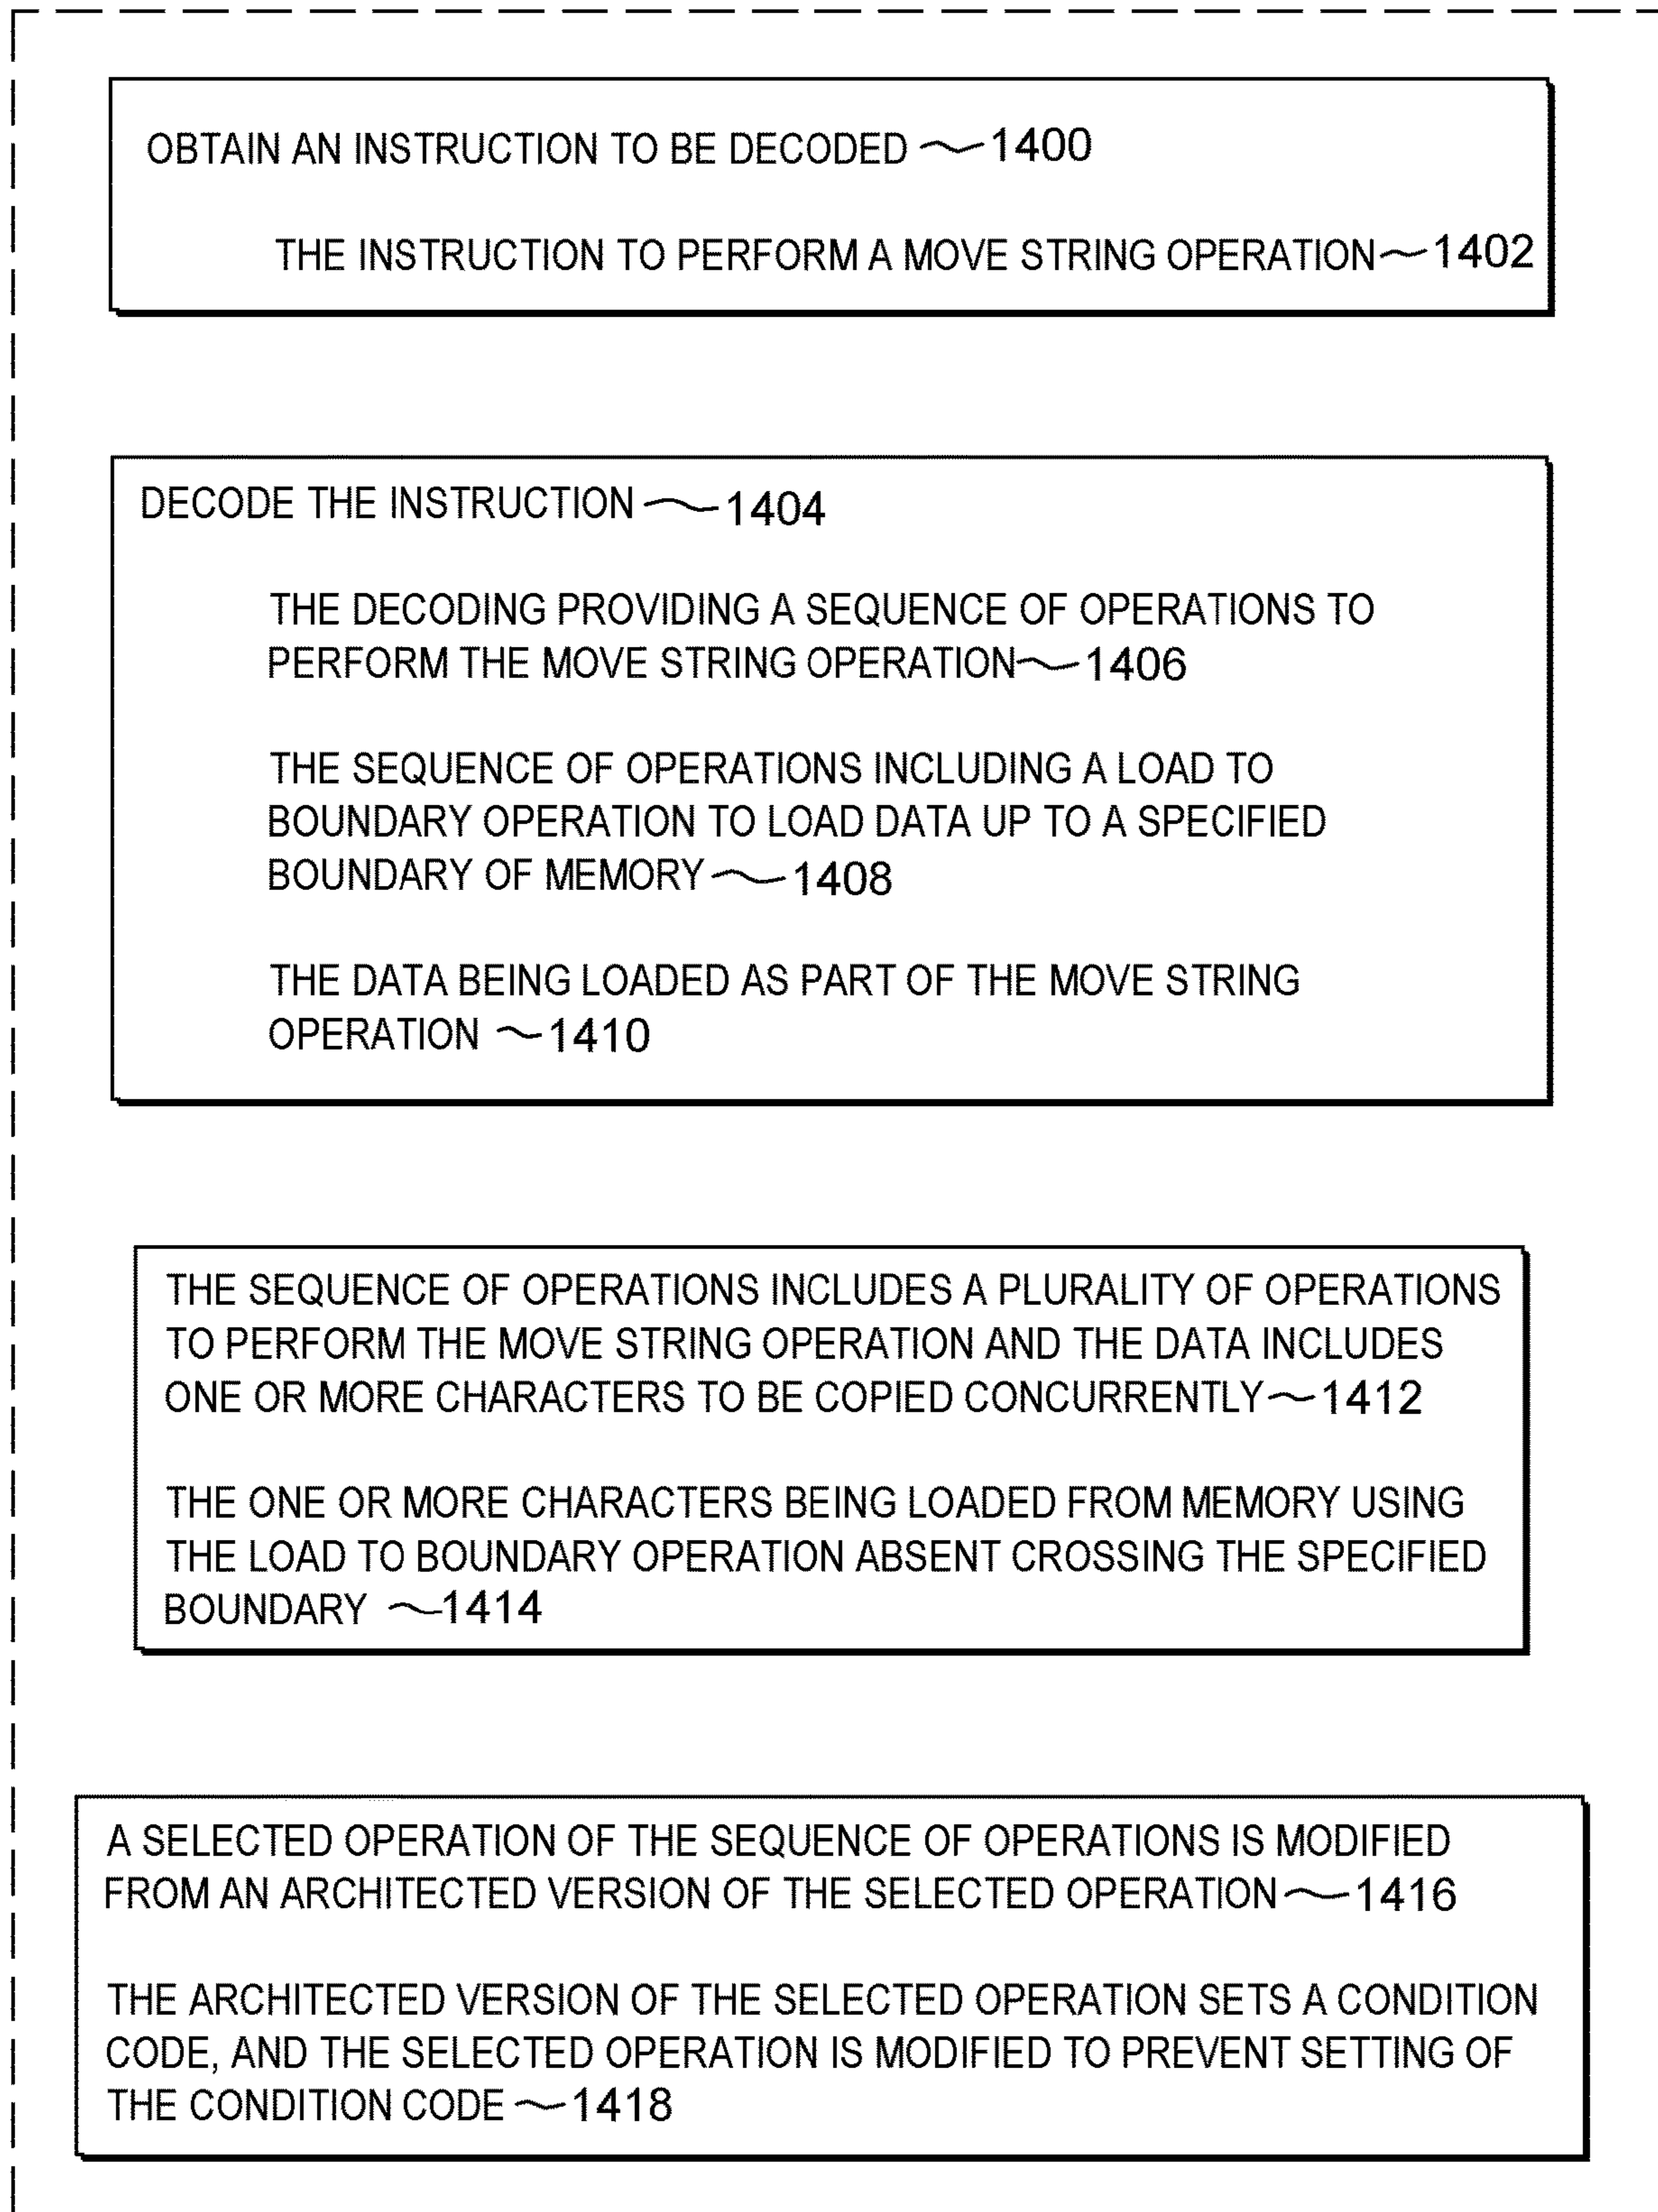 OBTAIN AN INSTRUCTION TO BE DECODED 1400
THE INSTRUCTION TO PERFORM A MOVE STRING OPERATION 1402
DECODE THE INSTRUCTION 1404
THE DECODING PROVIDING A SEQUENCE OF OPERATIONS TO
PERFORM THE MOVE STRING OPERATION 1406
THE SEQUENCE OF OPERATIONS INCLUDING A LOAD TO
BOUNDARY OPERATION TO LOAD DATA UP TO A SPECIFIED
BOUNDARY OF MEMORY 1408
THE DATA BEING LOADED AS PART OF THE MOVE STRING
OPERATION 1410
THE SEQUENCE OF OPERATIONS INCLUDES A PLURALITY OF OPERATIONS
TO PERFORM THE MOVE STRING OPERATION AND THE DATA INCLUDES
ONE OR MORE CHARACTERS TO BE COPIED CONCURRENTLY 1412
THE ONE OR MORE CHARACTERS BEING LOADED FROM MEMORY USING
THE LOAD TO BOUNDARY OPERATION ABSENT CROSSING THE SPECIFIED
BOUNDARY 1414
A SELECTED OPERATION OF THE SEQUENCE OF OPERATIONS IS MODIFIED
FROM AN ARCHITECTED VERSION OF THE SELECTED OPERATION 1416
THE ARCHITECTED VERSION OF THE SELECTED OPERATION SETS A CONDITION
CODE, AND THE SELECTED OPERATION IS MODIFIED TO PREVENT SETTING OF
THE CONDITION CODE 1418